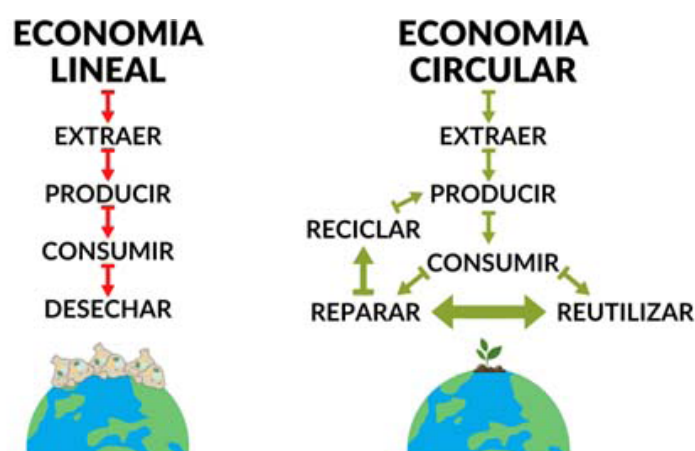 ECONOMIA
LINEAL
EXTRAER
PRODUCIR
CONSUMIR
DESECHAR
ECONOMIA
CIRCULAR
EXTRAER
PRODUCIR
RECICLAR
CONSUMIR
REPARAR
REUTILIZAR